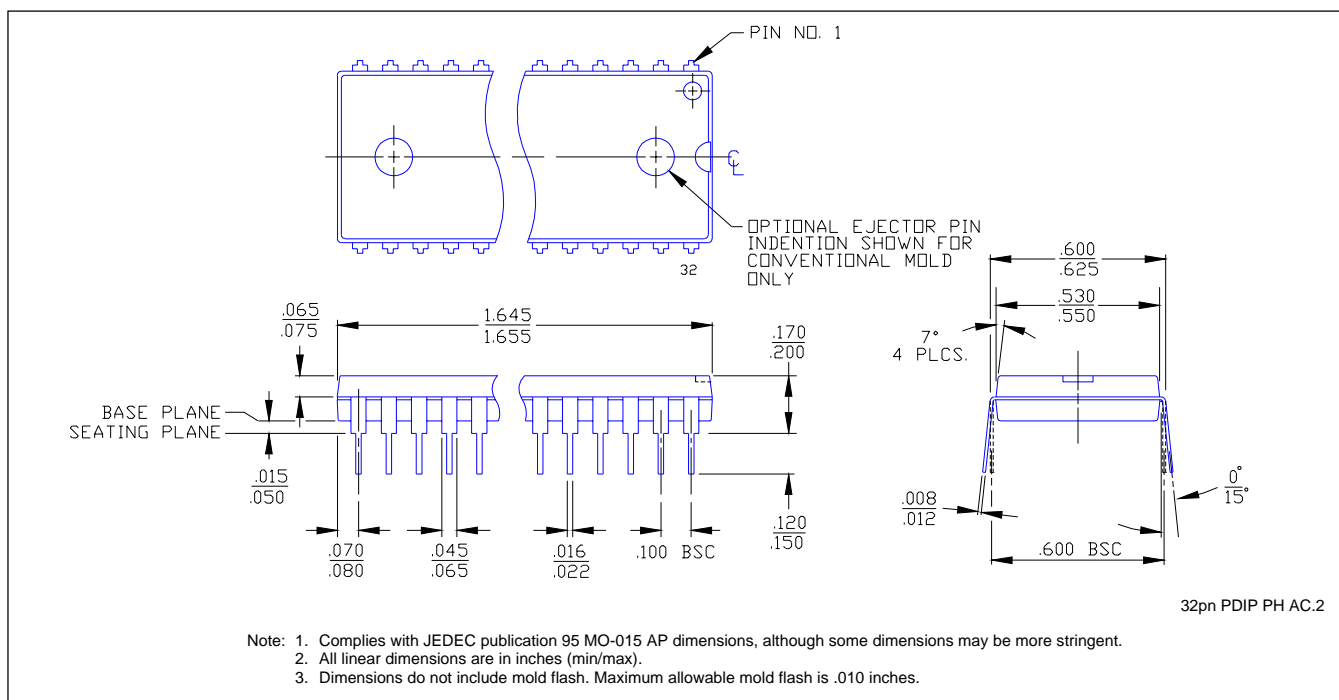 PIN NO. 1
C
L
OPTIONAL EJECTOR PIN
INDENTION SHOWN FOR
CONVENTIONAL MOLD
ONLY
32
.600
.625
.530
.550
7°
4 PLCS.
.065
.075
1.645
1.655
.170
.200
BASE PLANE
SEATING PLANE
.015
.050
.070
.080
.045
.065
.016
.022
.100 BSC
.120
.150
.008
.012
0°
15°
.600 BSC
32pn PDIP PH AC.2
Note: 1. Complies with JEDEC publication 95 MO-015 AP dimensions, although some dimensions may be more stringent.
2. All linear dimensions are in inches (min/max).
3. Dimensions do not include mold flash. Maximum allowable mold flash is .010 inches.